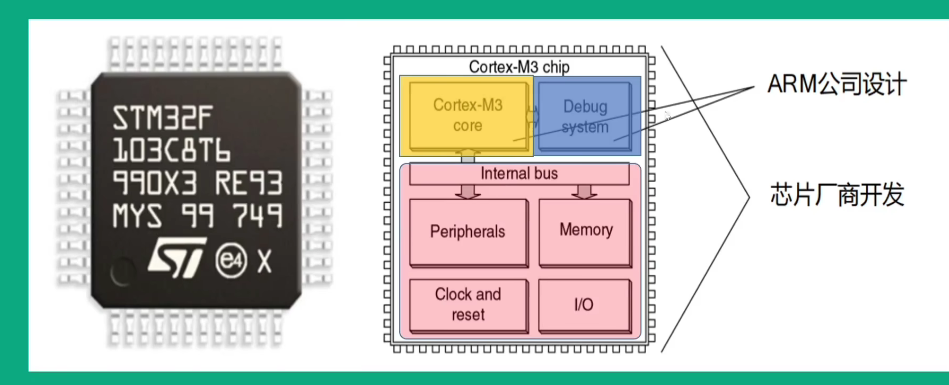 STM32F
103C8T6
990X3 RE93
MYS 99 749
ST e4 X
Cortex-M3 chip
Cortex-M3
core
Debug
system
Internal bus
Peripherals
Memory
Clock and
reset
I/O
ARM公司设计
芯片厂商开发